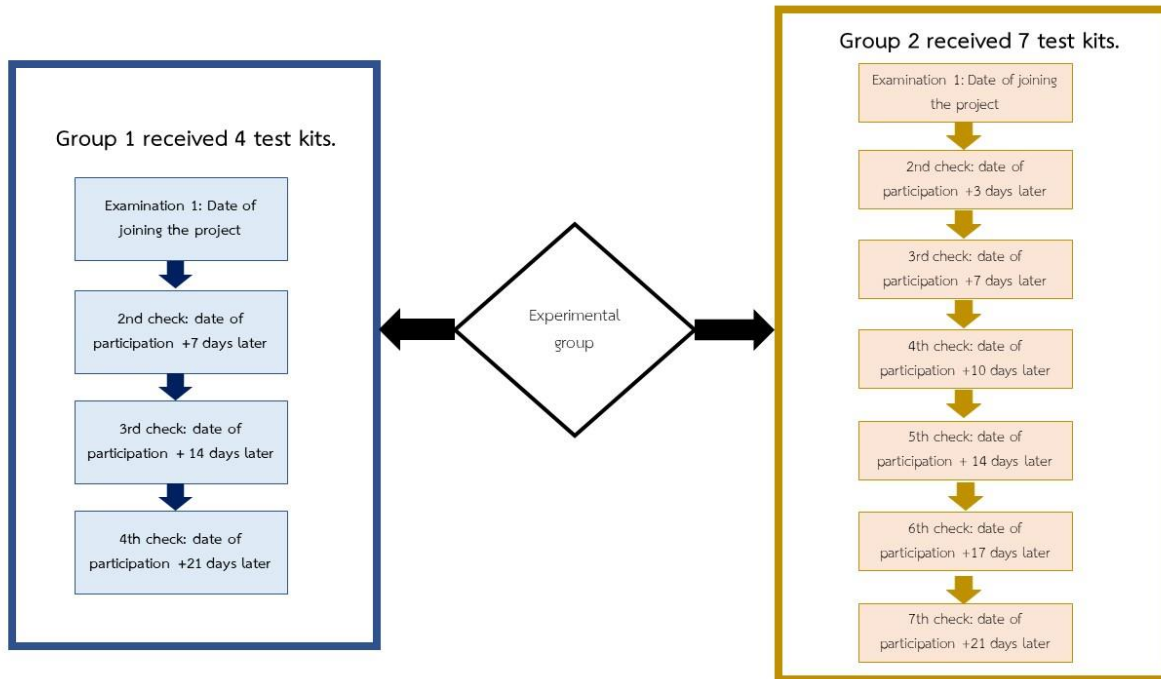 Group 1 received 4 test kits.
Examination 1: Date of
joining the project
2nd check: date of
participation +7 days later
3rd check: date of
participation + 14 days later
4th check: date of
participation +21 days later
Experimental
group
Group 2 received 7 test kits.
Examination 1: Date of joining
the project
2nd check: date of
participation +3 days later
3rd check: date of
participation +7 days later
4th check: date of
participation +10 days later
5th check: date of
participation + 14 days later
6th check: date of
participation +17 days later
7th check: date of
participation +21 days later